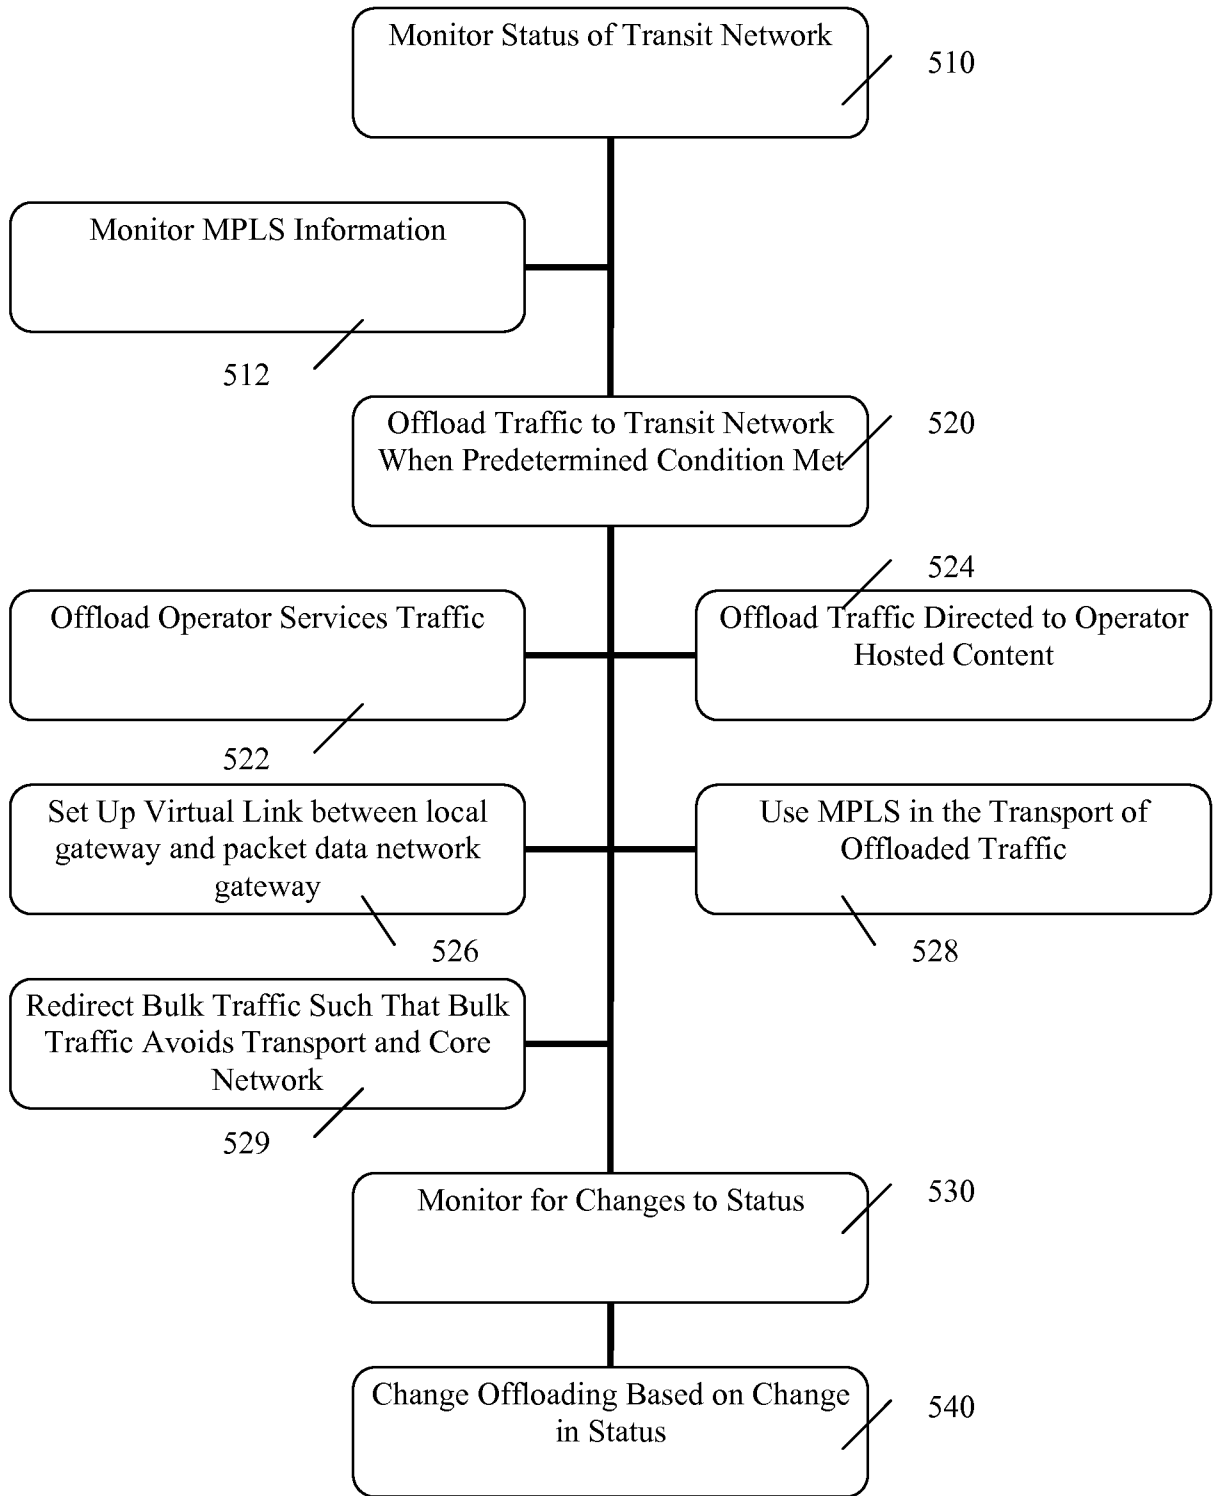 Monitor Status of Transit Network
510
Monitor MPLS Information
512
Offload Traffic to Transit Network
When Predetermined Condition Met
520
Offload Operator Services Traffic
522
524
Offload Traffic Directed to Operator
Hosted Content
Set Up Virtual Link between local
gateway and packet data network
gateway
526
Use MPLS in the Transport of
Offloaded Traffic
528
Redirect Bulk Traffic Such That Bulk
Traffic Avoids Transport and Core
Network
529
Monitor for Changes to Status
530
Change Offloading Based on Change
in Status
540